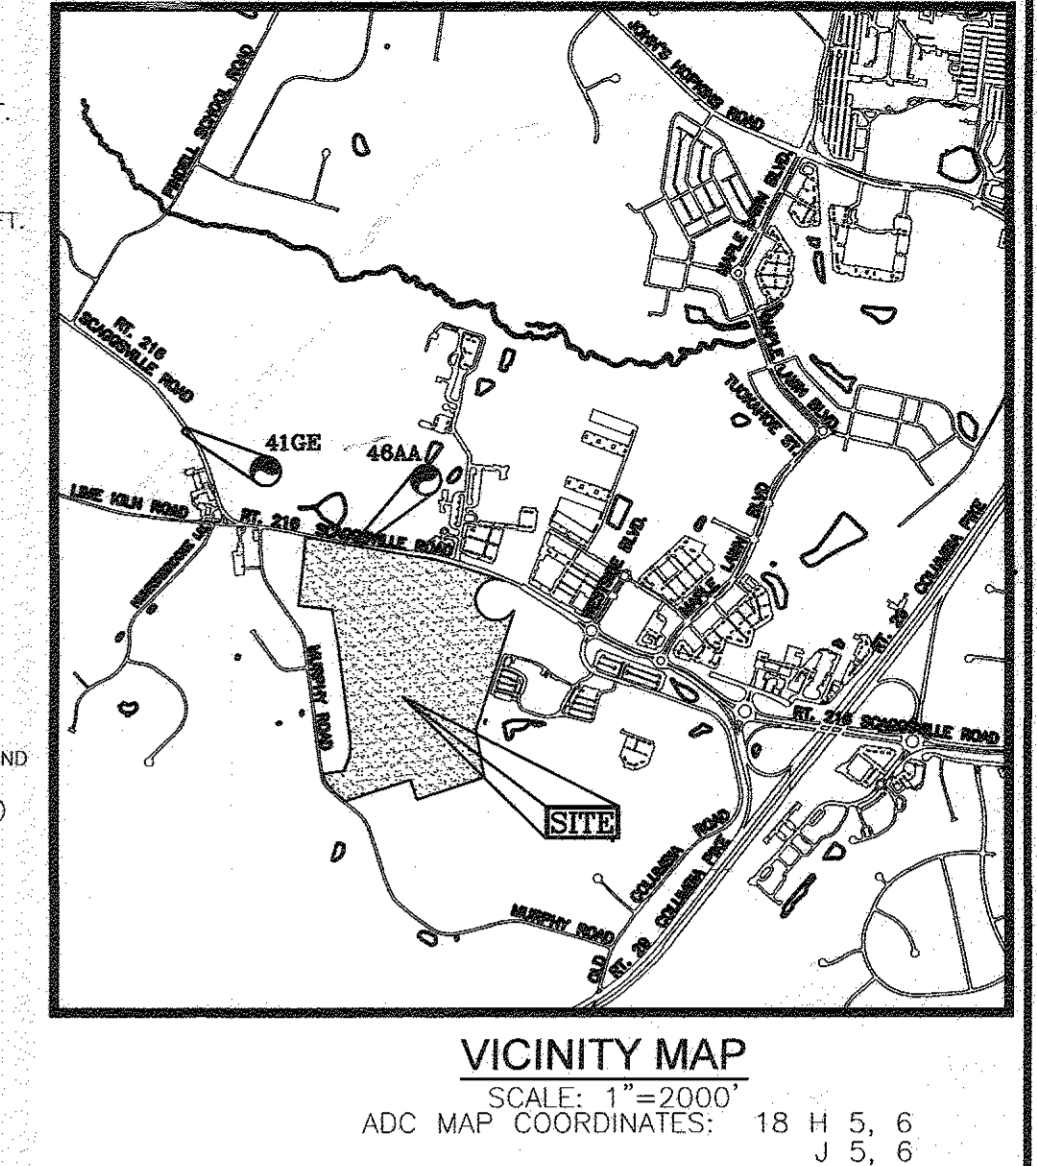 FT.
ND
)
JOHN'S HOPKINS ROAD
PINDELL SCHOOL ROAD
MAPLE LAWN BLVD.
RT. 216
SCAGGSVILLE ROAD
MAPLE LAWN BLVD.
TUCKAHOE ST.
41GE
46AA
LIME KILN ROAD
RT. 216 SCAGGSVILLE ROAD
MAPLE LAWN BLVD
BLVD.
RT. 29 COLUMBIA PIKE
MURPHY ROAD
RT. 216 SCAGGSVILLE ROAD
SITE
OLD COLUMBIA ROAD
MURPHY ROAD
RT. 29 COLUMBIA PIKE
VICINITY MAP
SCALE: 1"=2000'
ADC MAP COORDINATES: 18 H 5, 6
J 5, 6